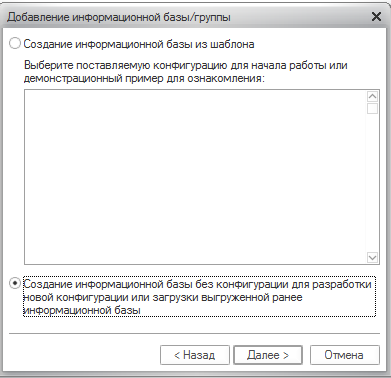 Добавление информационной базы/группы
Создание информационной базы из шаблона
Выберите поставляемую конфигурацию для начала работы или
демонстрационный пример для ознакомления:
Создание информационной базы без конфигурации для разработки
новой конфигурации или загрузки выгруженной ранее
информационной базы
< Назад
Далее >
Отмена